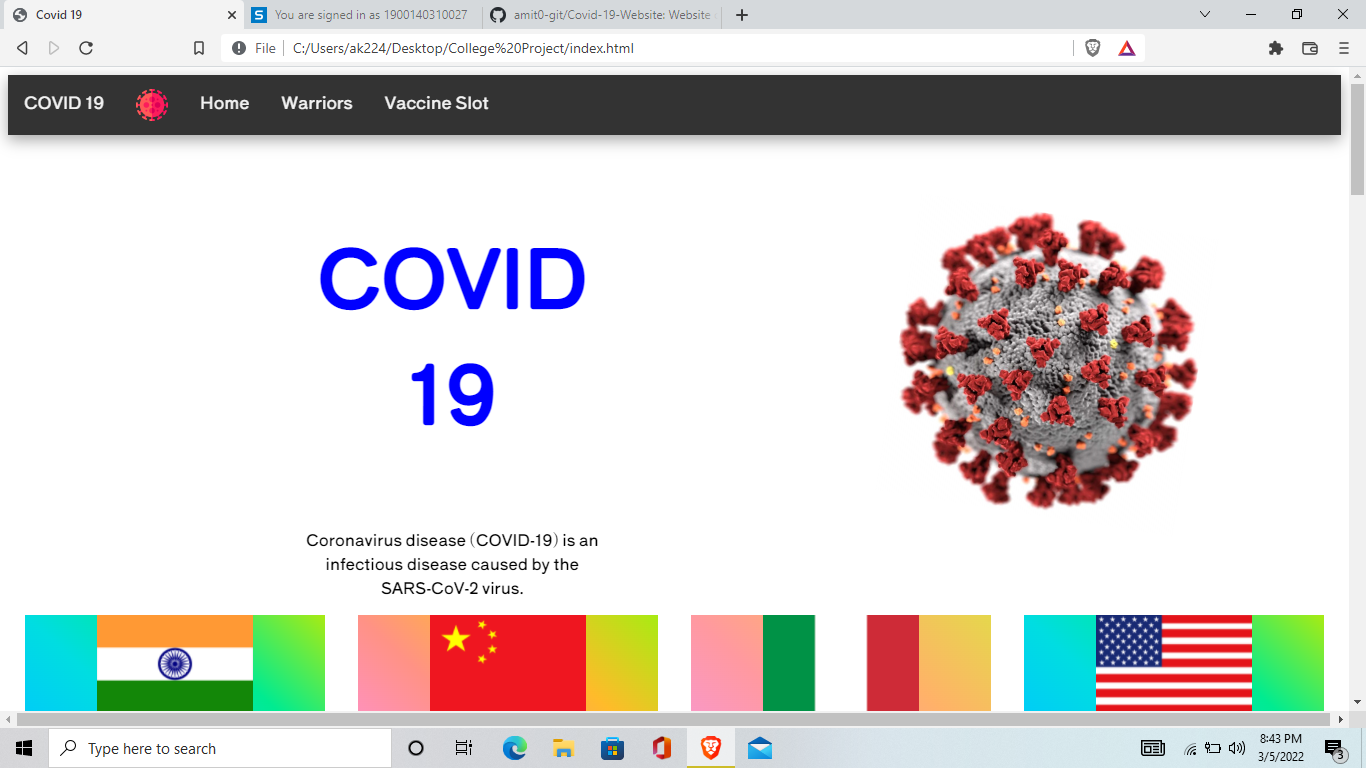 Covid 19
You are signed in as 1900140310027
amit0-git/Covid-19-Website: Website
File
C:/Users/ak224/Desktop/College%20Project/index.html
COVID 19
Home
Warriors
Vaccine Slot
COVID
19
Coronavirus disease (COVID-19) is an
infectious disease caused by the
SARS-CoV-2 virus.
Type here to search
8:43 PM
3/5/2022
3